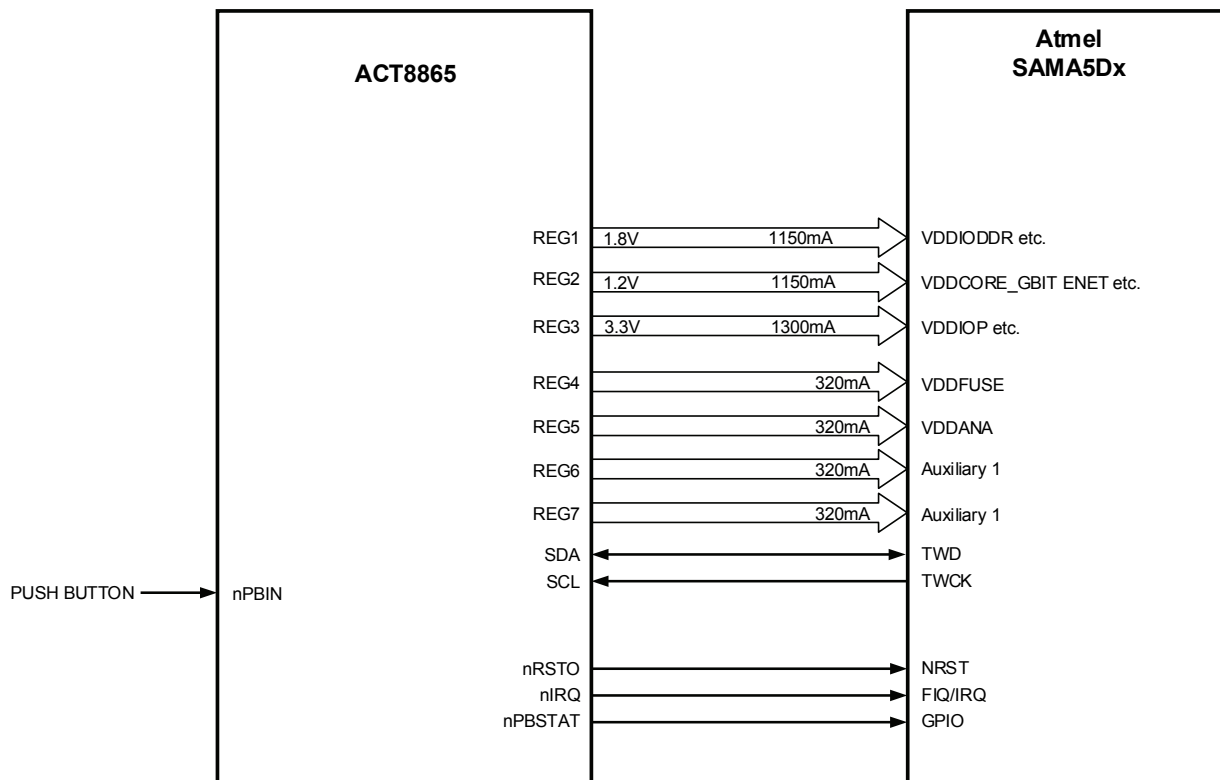 ACT8865
Atmel
SAMA5Dx
REG1 1.8V 1150mA VDDIODDR etc.
REG2 1.2V 1150mA VDDCORE_GBIT ENET etc.
REG3 3.3V 1300mA VDDIOP etc.
REG4 320mA VDDFUSE
REG5 320mA VDDANA
REG6 320mA Auxiliary 1
REG7 320mA Auxiliary 1
SDA TWD
SCL TWCK
PUSH BUTTON nPBIN
nRSTO NRST
nIRQ FIQ/IRQ
nPBSTAT GPIO